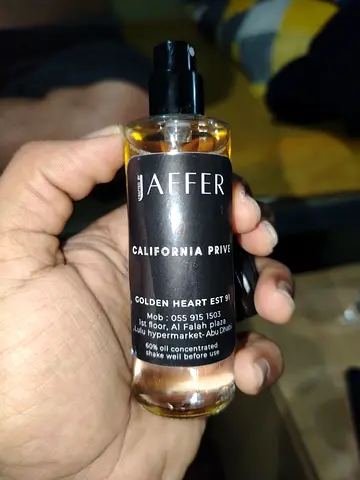 JAFFER
CALIFORNIA PRIVE
GOLDEN HEART EST 91
Mob : 055 915 1503
1st floor, Al Falah plaza
Lulu hypermarket-Abu Dhabi
60% oil concentrated
shake well before use